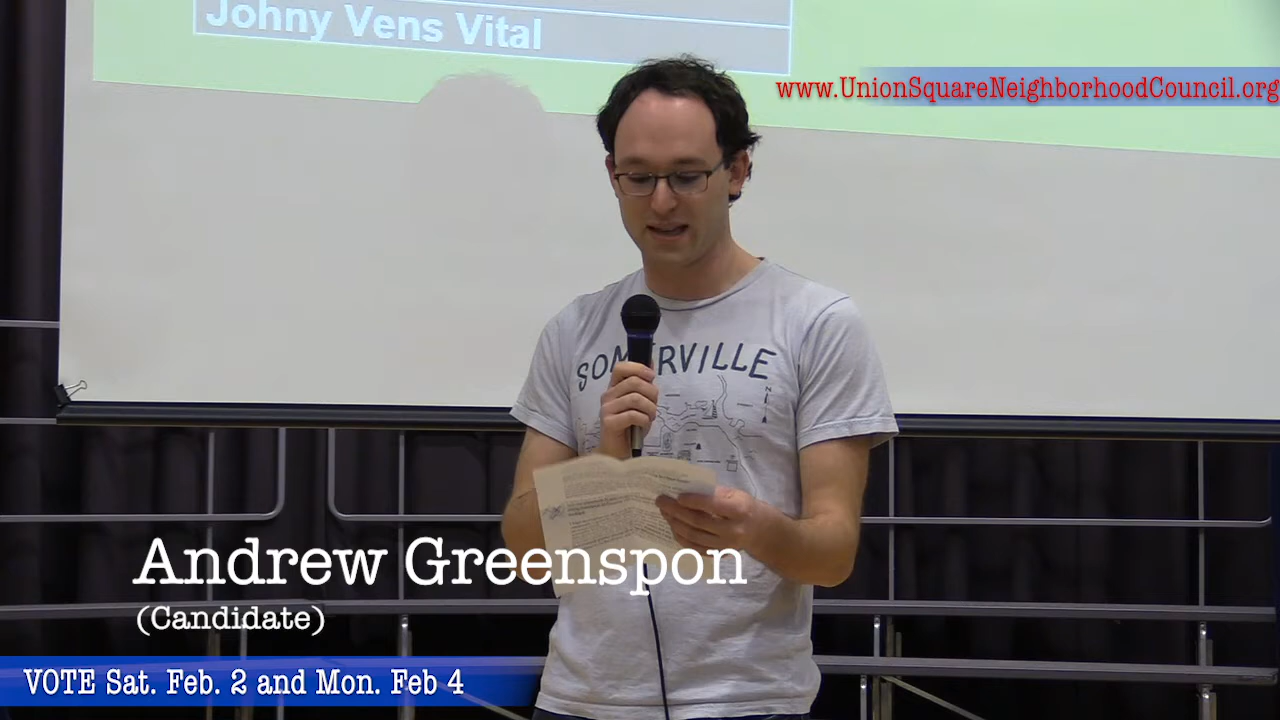 Johny Vens Vital
www.UnionSquareNeighborhoodCouncil.org
SOMERVILLE
Andrew Greenspon
(Candidate)
VOTE Sat. Feb. 2 and Mon. Feb 4